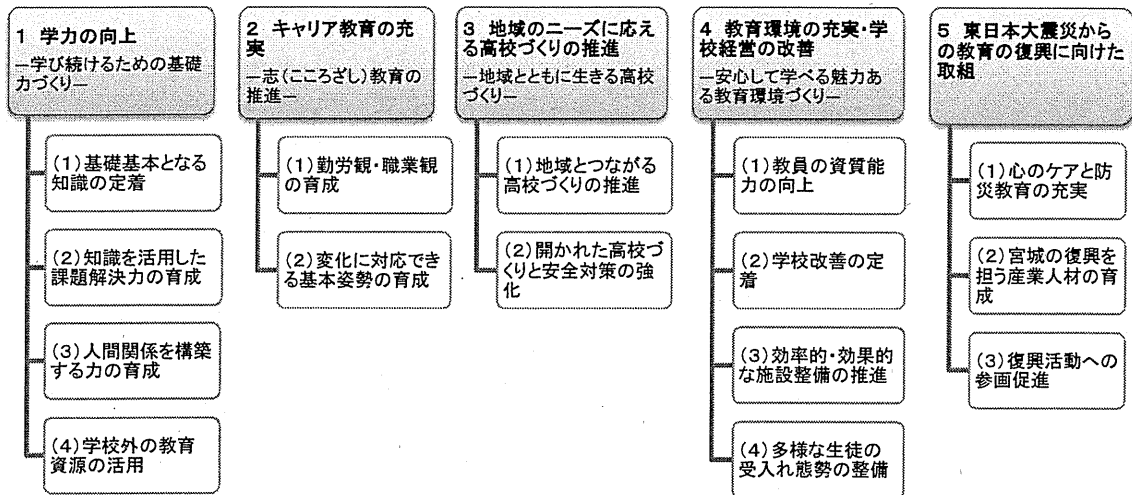 1 学力の向上
―学び続けるための基礎
力づくり―
(1)基礎基本となる
知識の定着
(2)知識を活用した
課題解決力の育成
(3)人間関係を構築
する力の育成
(4)学校外の教育
資源の活用
2 キャリア教育の充
実
―志(こころざし)教育の
推進―
(1)勤労観・職業観
の育成
(2)変化に対応でき
る基本姿勢の育成
3 地域のニーズに応え
る高校づくりの推進
―地域とともに生きる高校
づくり―
(1)地域とつながる
高校づくりの推進
(2)開かれた高校づ
くりと安全対策の強
化
4 教育環境の充実・学
校経営の改善
―安心して学べる魅力あ
る教育環境づくり―
(1)教員の資質能
力の向上
(2)学校改善の定
着
(3)効率的・効果的
な施設整備の推進
(4)多様な生徒の
受入れ態勢の整備
5 東日本大震災から
の教育の復興に向けた
取組
(1)心のケアと防
災教育の充実
(2)宮城の復興を
担う産業人材の育
成
(3)復興活動への
参画促進